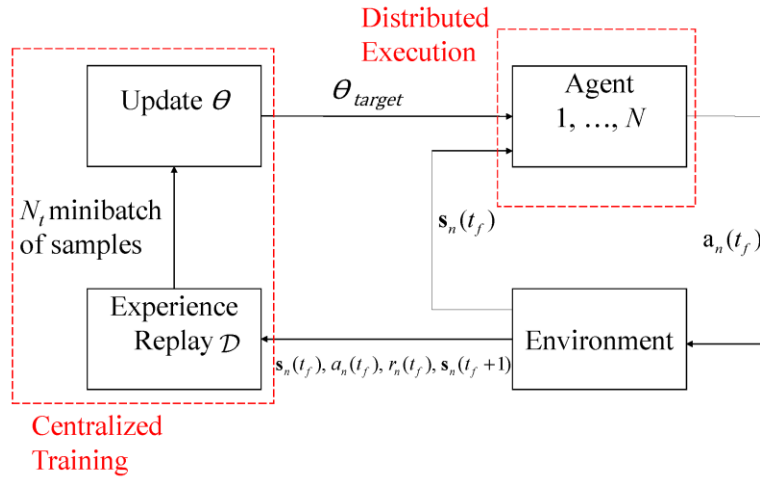 Distributed
Execution
Update θ
θ_target
Agent
1, ..., N
N_t minibatch
of samples
s_n(t_f)
a_n(t_f)
Experience
Replay 𝒟
Environment
s_n(t_f), a_n(t_f), r_n(t_f), s_n(t_f+1)
Centralized
Training